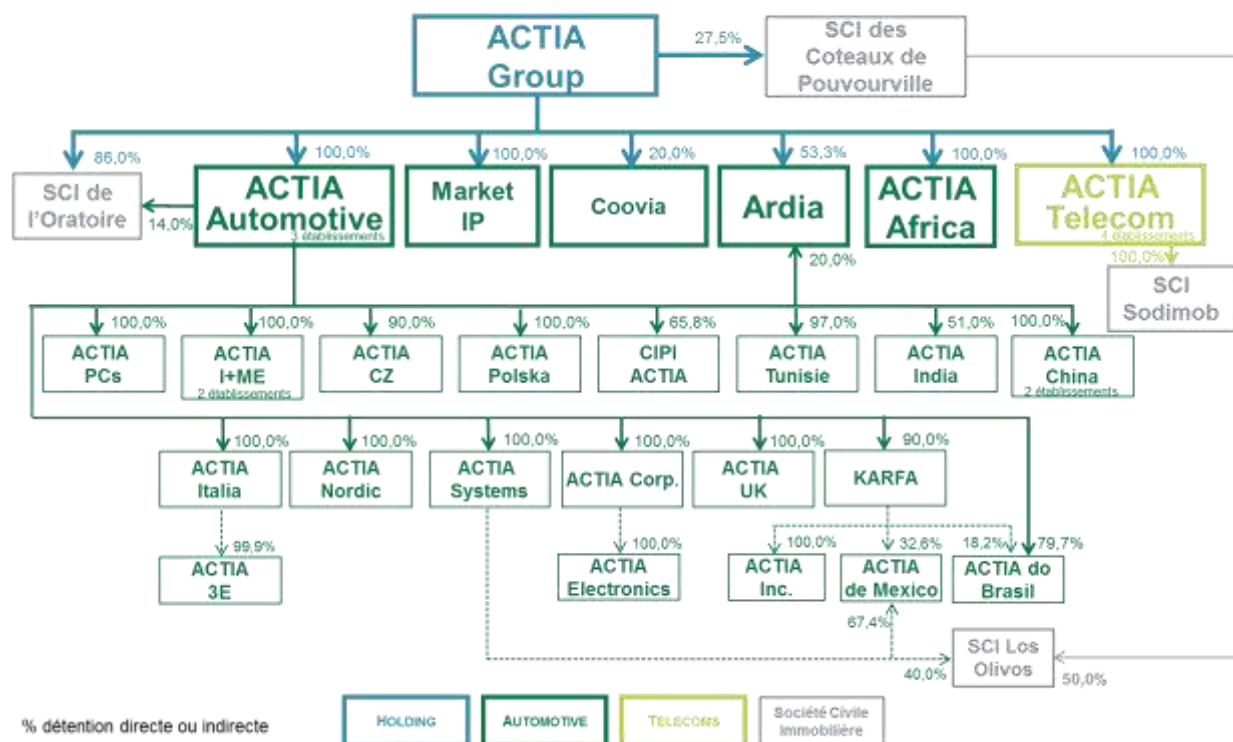 ACTIA
Group
27,5%
SCI des
Coteaux de
Pouvourville
86,0%
100,0%
100,0%
20,0%
53,3%
100,0%
100,0%
SCI de
l'Oratoire
14,0%
ACTIA
Automotive
3 établissements
Market
IP
Coovia
Ardia
ACTIA
Africa
ACTIA
Telecom
4 établissements
20,0%
100,0%
SCI
Sodimob
100,0%
100,0%
90,0%
100,0%
65,8%
97,0%
51,0%
100,0%
ACTIA
PCs
ACTIA
I+ME
2 établissements
ACTIA
CZ
ACTIA
Polska
CIPI
ACTIA
ACTIA
Tunisie
ACTIA
India
ACTIA
China
2 établissements
100,0%
100,0%
100,0%
100,0%
100,0%
90,0%
ACTIA
Italia
ACTIA
Nordic
ACTIA
Systems
ACTIA Corp.
ACTIA
UK
KARFA
99,9%
100,0%
100,0%
32,6%
18,2%
79,7%
ACTIA
3E
ACTIA
Electronics
ACTIA
Inc.
ACTIA
de Mexico
ACTIA do
Brasil
67,4%
SCI Los
Olivos
40,0%
50,0%
% détention directe ou indirecte
HOLDING
AUTOMOTIVE
TELECOMS
Société Civile
Immobilière